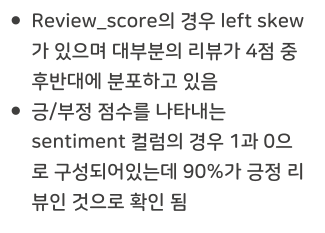 • Review_score의 경우 left skew
가 있으며 대부분의 리뷰가 4점 중
후반대에 분포하고 있음
• 긍/부정 점수를 나타내는
sentiment 컬럼의 경우 1과 0으
로 구성되어있는데 90%가 긍정 리
뷰인 것으로 확인 됨